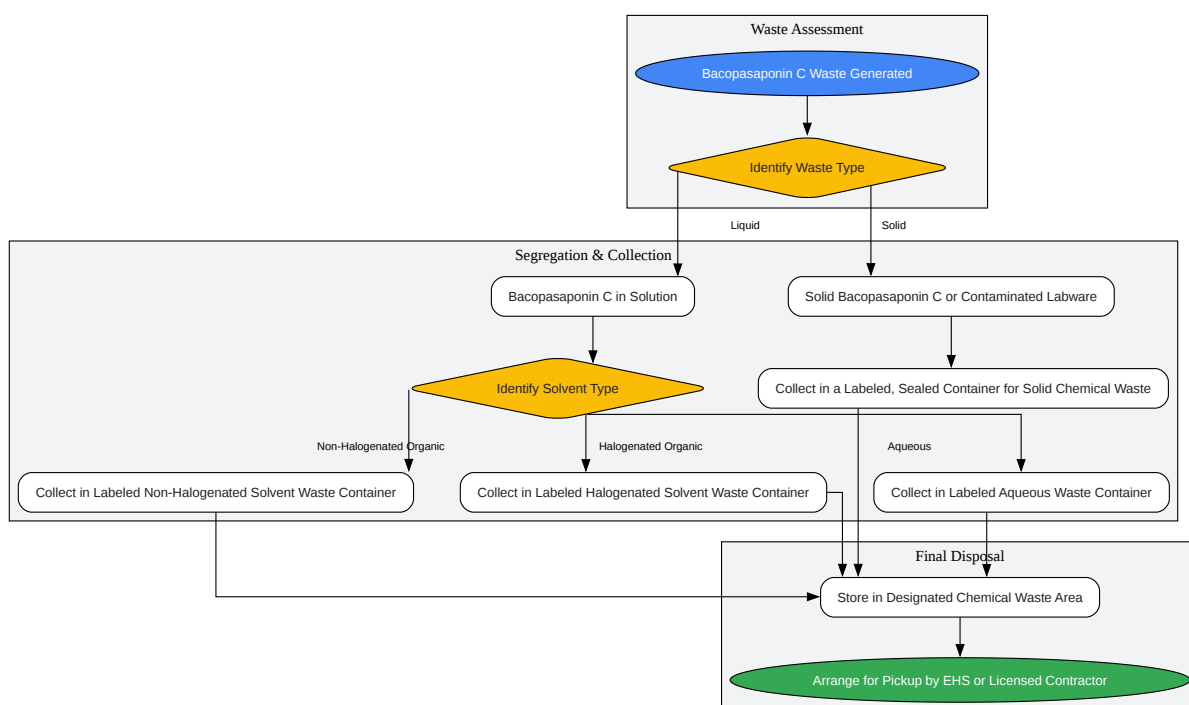 Waste Assessment
Bacopasaponin C Waste Generated
Identify Waste Type
Liquid
Solid
Segregation & Collection
Bacopasaponin C in Solution
Solid Bacopasaponin C or Contaminated Labware
Identify Solvent Type
Collect in a Labeled, Sealed Container for Solid Chemical Waste
Non-Halogenated Organic
Halogenated Organic
Aqueous
Collect in Labeled Non-Halogenated Solvent Waste Container
Collect in Labeled Halogenated Solvent Waste Container
Collect in Labeled Aqueous Waste Container
Final Disposal
Store in Designated Chemical Waste Area
Arrange for Pickup by EHS or Licensed Contractor